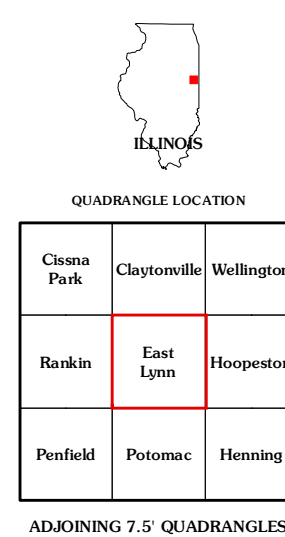 ILLINOIS
QUADRANGLE LOCATION
Cissna
Park
Claytonville
Wellington
Rankin
East
Lynn
Hoopeston
Penfield
Potomac
Henning
ADJOINING 7.5' QUADRANGLES